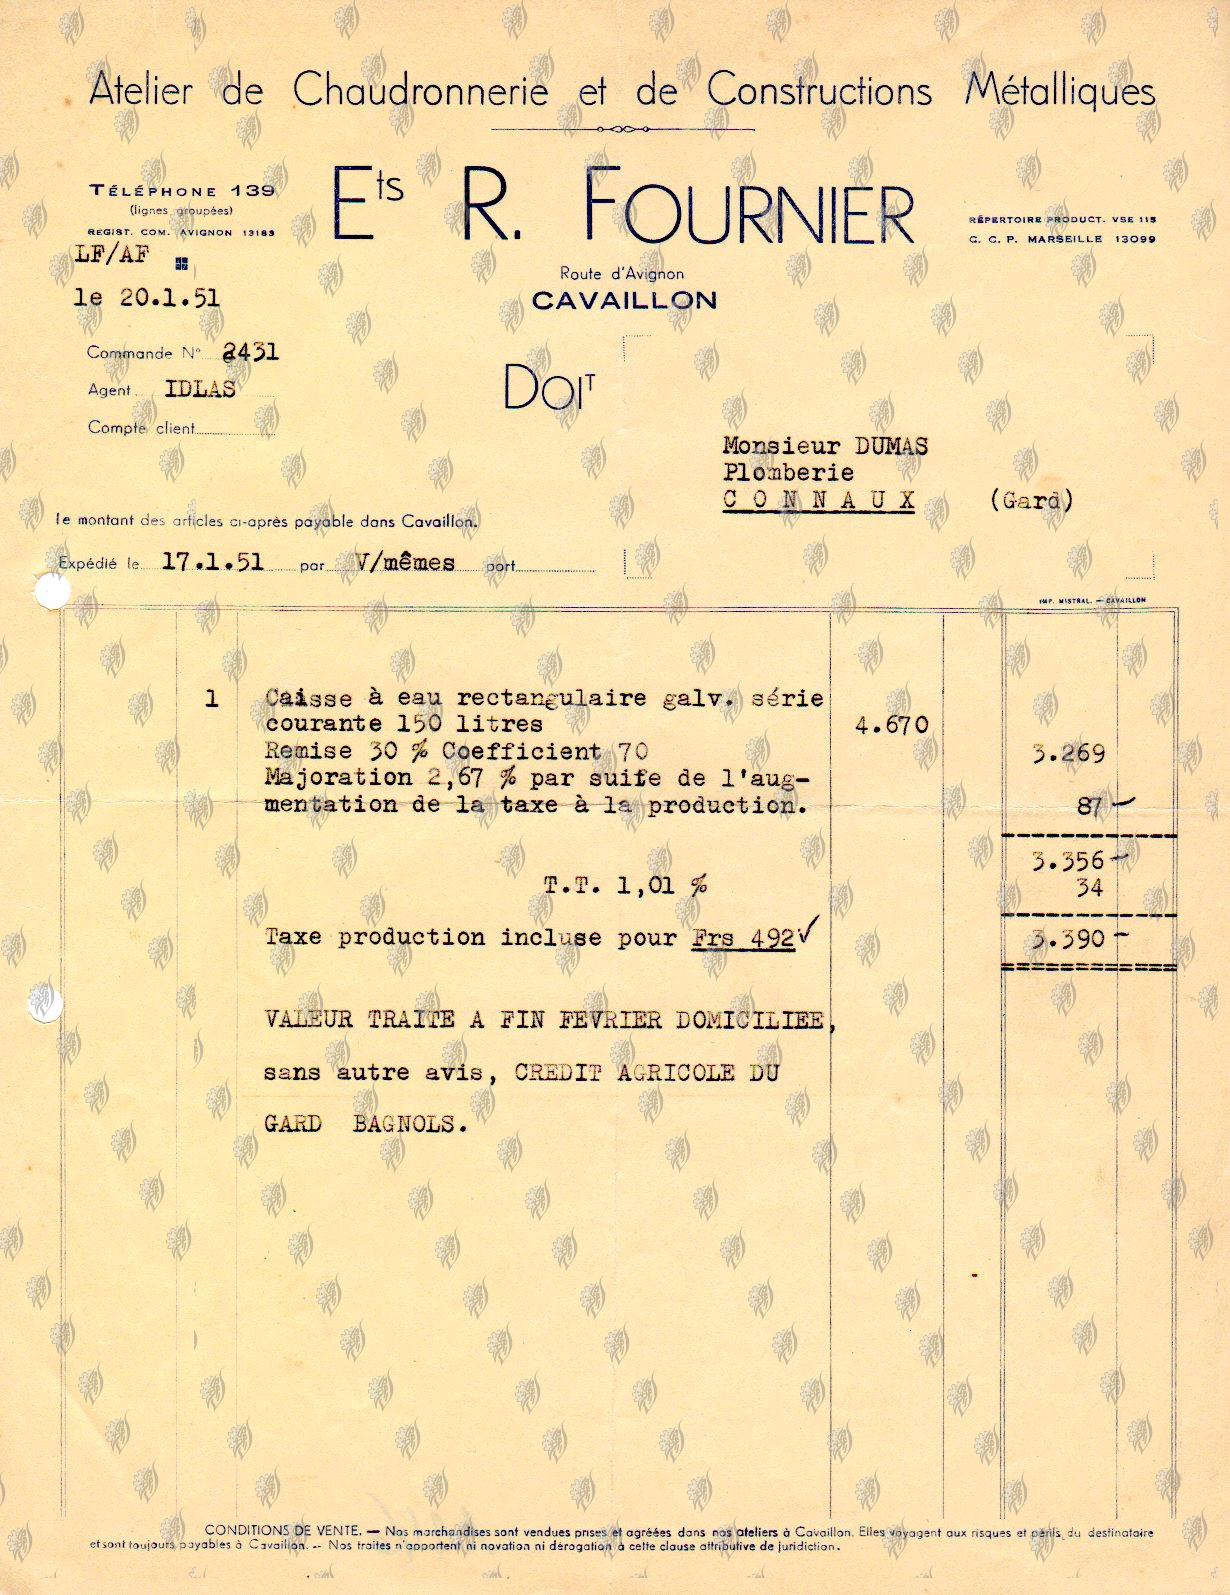 Atelier de Chaudronnerie et de Constructions Métalliques
TÉLÉPHONE 139
(lignes groupées)
REGIST. COM. AVIGNON 13183
Ets R. FOURNIER
RÉPERTOIRE PRODUCT. VSE 115
C. C. P. MARSEILLE 13099
LF/AF
le 20.1.51
Route d'Avignon
CAVAILLON
Commande N° 2431
Agent IDLAS
Compte client
DOIT
Monsieur DUMAS
Plomberie
CONNAUX (Gard)
le montant des articles ci-après payable dans Cavaillon.
Expédié le 17.1.51 par V/mêmes port
IMP. MISTRAL. — CAVAILLON
1 Caisse à eau rectangulaire galv. série
courante 150 litres 4.670
Remise 30 % Coefficient 70 3.269
Majoration 2,67 % par suite de l'aug-
mentation de la taxe à la production. 87 -
3.356 -
T.T. 1,01 % 34
Taxe production incluse pour Frs 492 ✓ 3.390 -
VALEUR TRAITE A FIN FEVRIER DOMICILIEE,
sans autre avis, CREDIT AGRICOLE DU
GARD BAGNOLS.
CONDITIONS DE VENTE. — Nos marchandises sont vendues prises et agréées dans nos ateliers à Cavaillon. Elles voyagent aux risques et périls du destinataire
et sont toujours payables à Cavaillon. -- Nos traites n'apportent ni novation ni dérogation à cette clause attributive de juridiction.